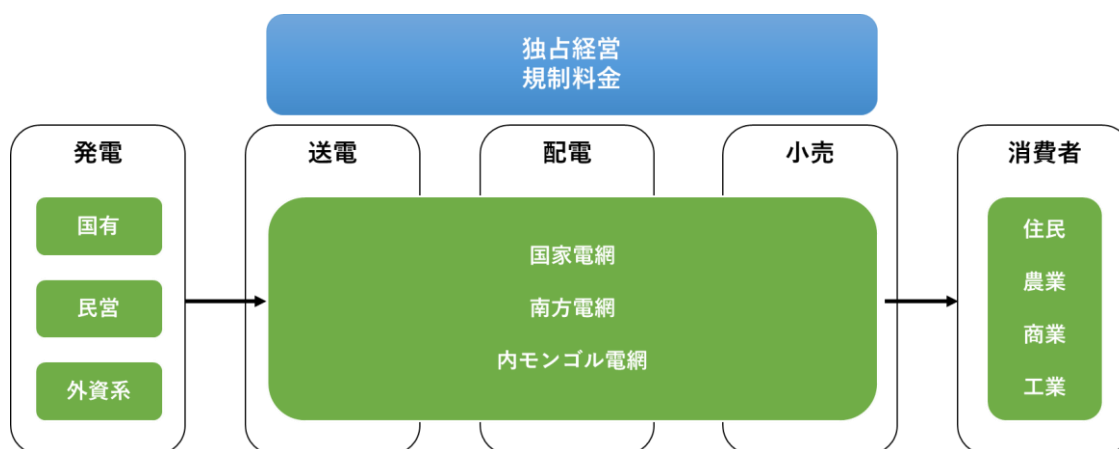 独占経営
規制料金
発電
送電
配電
小売
消費者
国有
民営
外資系
国家電網
南方電網
内モンゴル電網
住民
農業
商業
工業